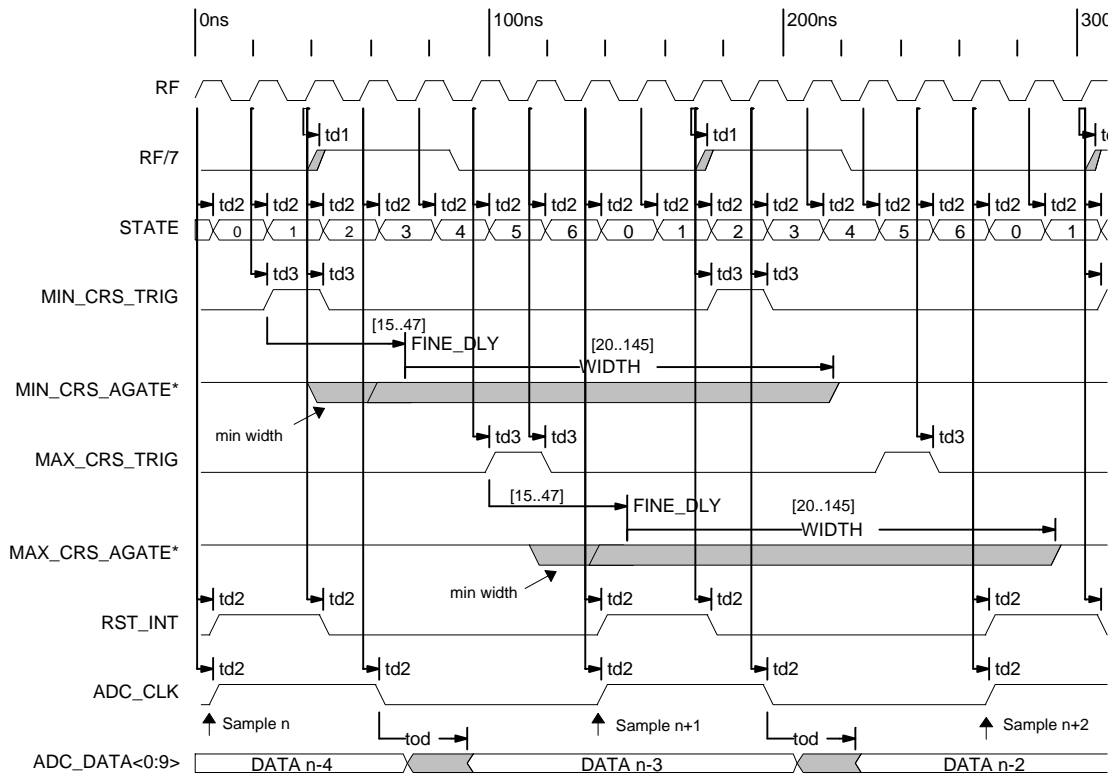 0ns 100ns 200ns 300
RF
td1 td1 t
RF/7
td2 td2 td2 td2 td2 td2 td2 td2 td2 td2 td2 td2 td2 td2 td2
STATE 0 1 2 3 4 5 6 0 1 2 3 4 5 6 0 1
td3 td3 td3 td3
MIN_CRS_TRIG
[15..47] [20..145]
FINE_DLY
WIDTH
MIN_CRS_AGATE*
min width
td3 td3 td3
MAX_CRS_TRIG
[15..47] FINE_DLY [20..145]
WIDTH
MAX_CRS_AGATE*
min width
td2 td2 td2 td2 td2
RST_INT
td2 td2 td2 td2 td2
ADC_CLK
Sample n Sample n+1 Sample n+2
tod tod
ADC_DATA<0:9> DATA n-4 DATA n-3 DATA n-2